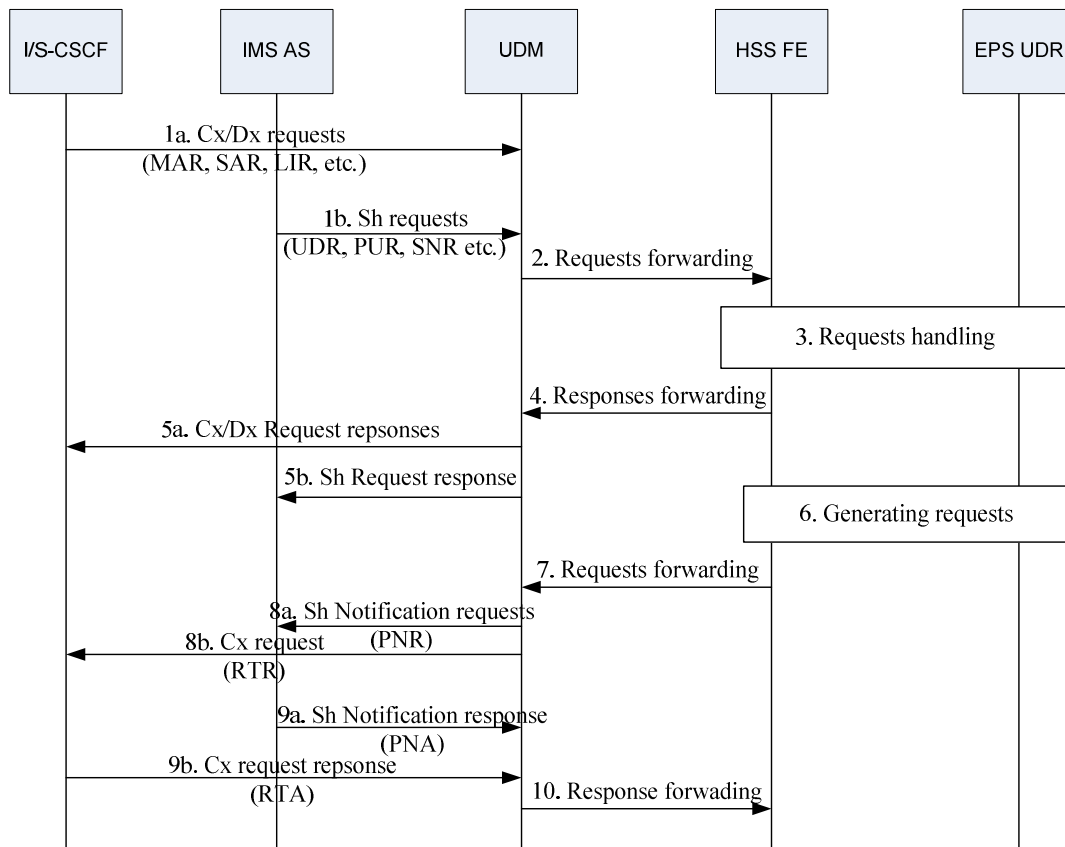 I/S-CSCF
IMS AS
UDM
HSS FE
EPS UDR
1a. Cx/Dx requests
(MAR, SAR, LIR, etc.)
1b. Sh requests
(UDR, PUR, SNR etc.)
2. Requests forwarding
3. Requests handling
4. Responses forwarding
5a. Cx/Dx Request repsonses
5b. Sh Request response
6. Generating requests
7. Requests forwarding
8a. Sh Notification requests
(PNR)
8b. Cx request
(RTR)
9a. Sh Notification response
(PNA)
9b. Cx request repsonse
(RTA)
10. Response forwading